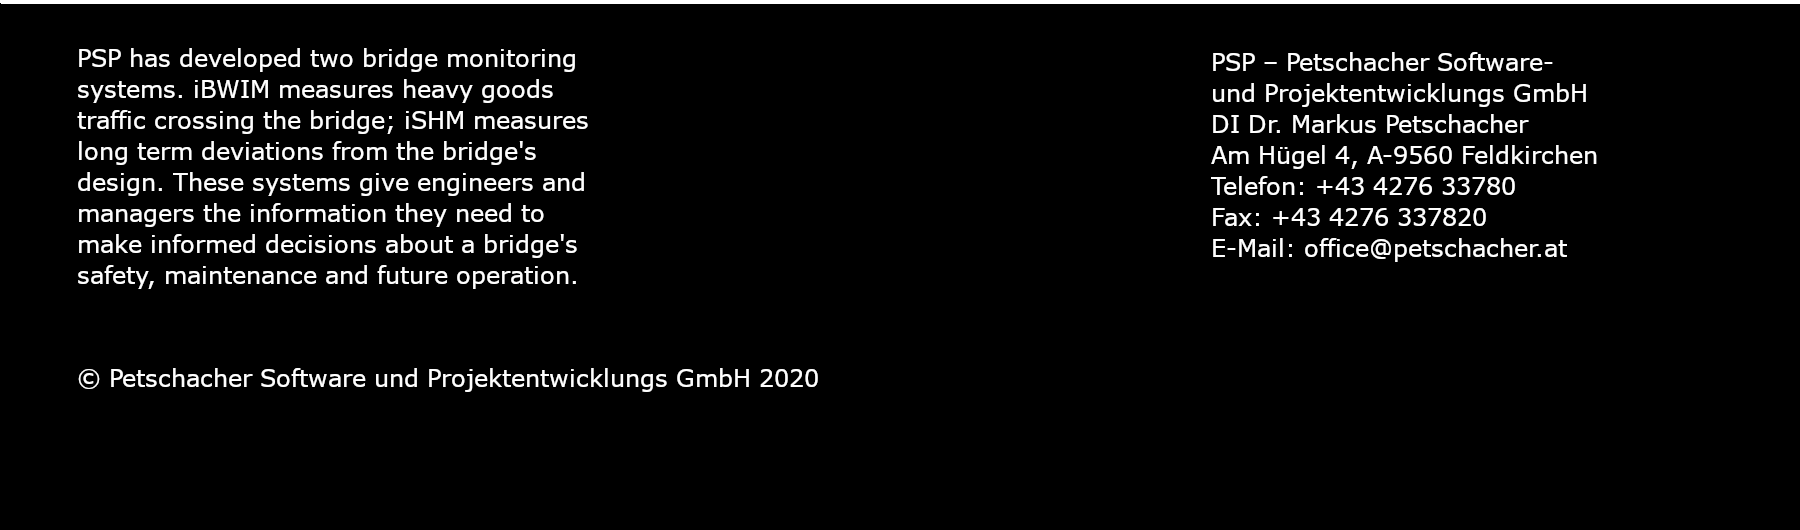 PSP has developed two bridge monitoring
systems. iBWIM measures heavy goods
traffic crossing the bridge; iSHM measures
long term deviations from the bridge's
design. These systems give engineers and
managers the information they need to
make informed decisions about a bridge's
safety, maintenance and future operation.
PSP – Petschacher Software-
und Projektentwicklungs GmbH
DI Dr. Markus Petschacher
Am Hügel 4, A-9560 Feldkirchen
Telefon: +43 4276 33780
Fax: +43 4276 337820
E-Mail: office@petschacher.at
© Petschacher Software und Projektentwicklungs GmbH 2020